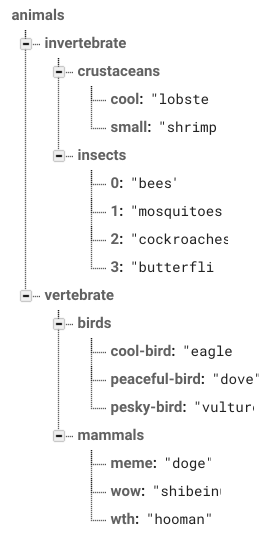 animals
invertebrate
crustaceans
cool: "lobste
small: "shrimp
insects
0: "bees'
1: "mosquitoes
2: "cockroaches
3: "butterfli
vertebrate
birds
cool-bird: "eagle
peaceful-bird: "dove"
pesky-bird: "vultur
mammals
meme: "doge"
wow: "shibein
wth: "hooman"